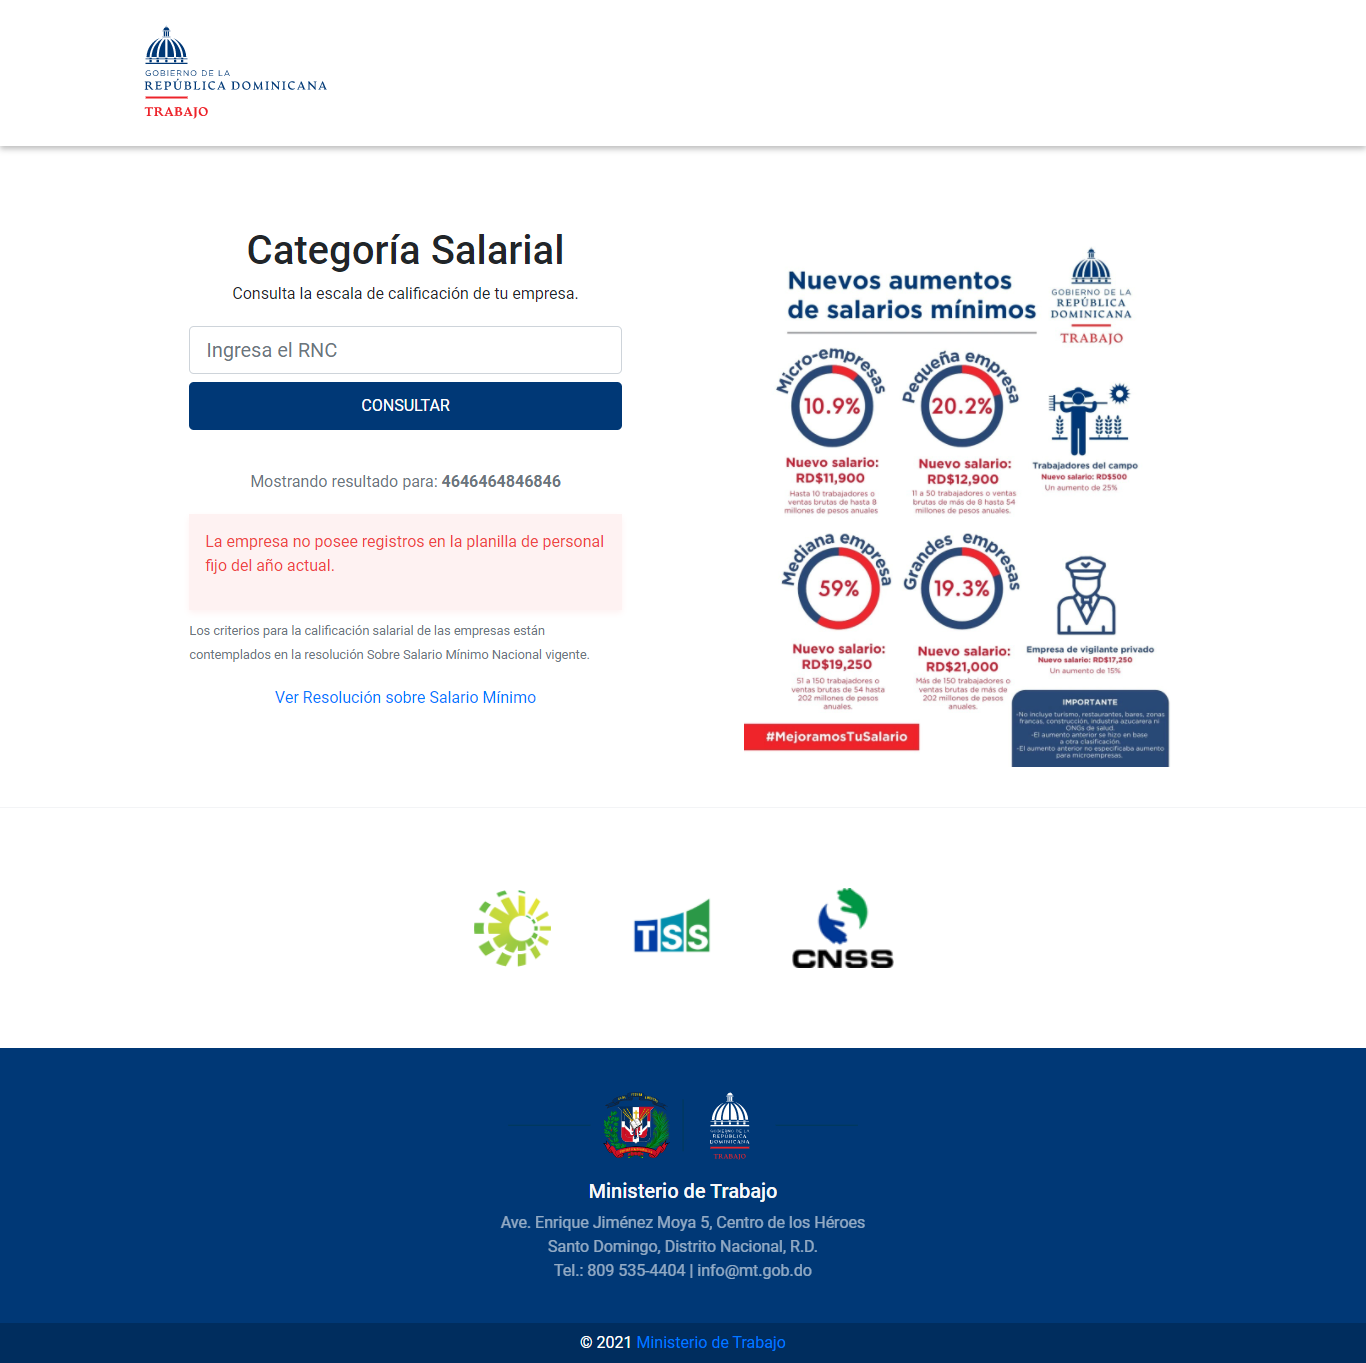 GOBIERNO DE LA
REPÚBLICA DOMINICANA
TRABAJO
Categoría Salarial
Consulta la escala de calificación de tu empresa.
Ingresa el RNC
CONSULTAR
Mostrando resultado para: 4646464846846
La empresa no posee registros en la planilla de personal
fijo del año actual.
Los criterios para la calificación salarial de las empresas están
contemplados en la resolución Sobre Salario Mínimo Nacional vigente.
Ver Resolución sobre Salario Mínimo
Nuevos aumentos
de salarios mínimos
GOBIERNO DE LA
REPÚBLICA
DOMINICANA
TRABAJO
Micro-empresas
10.9%
Nuevo salario:
RD$11,900
Hasta 10 trabajadores o
ventas brutas de hasta 8
millones de pesos anuales
Pequeña empresa
20.2%
Nuevo salario:
RD$12,900
11 a 50 trabajadores o ventas
brutas de más de 8 hasta 54
millones de pesos anuales.
Trabajadores del campo
Nuevo salario: RD$500
Un aumento de 25%
Mediana empresa
59%
Nuevo salario:
RD$19,250
51 a 150 trabajadores o
ventas brutas de 54 hasta
202 millones de pesos
anuales.
Grandes empresas
19.3%
Nuevo salario:
RD$21,000
Más de 150 trabajadores o
ventas brutas de más de
202 millones de pesos
anuales.
Empresa de vigilante privado
Nuevo salario: RD$17,250
Un aumento de 15%
#MejoramosTuSalario
IMPORTANTE
-No incluye turismo, restaurantes, bares, zonas
francas, construcción, industria azucarera ni
ONGs de salud.
-El aumento anterior se hizo en base
a otra clasificación.
-El aumento anterior no especificaba aumento
para microempresas.
TSS
CNSS
GOBIERNO DE LA
REPÚBLICA
DOMINICANA
TRABAJO
Ministerio de Trabajo
Ave. Enrique Jiménez Moya 5, Centro de los Héroes
Santo Domingo, Distrito Nacional, R.D.
Tel.: 809 535-4404 | info@mt.gob.do
© 2021 Ministerio de Trabajo